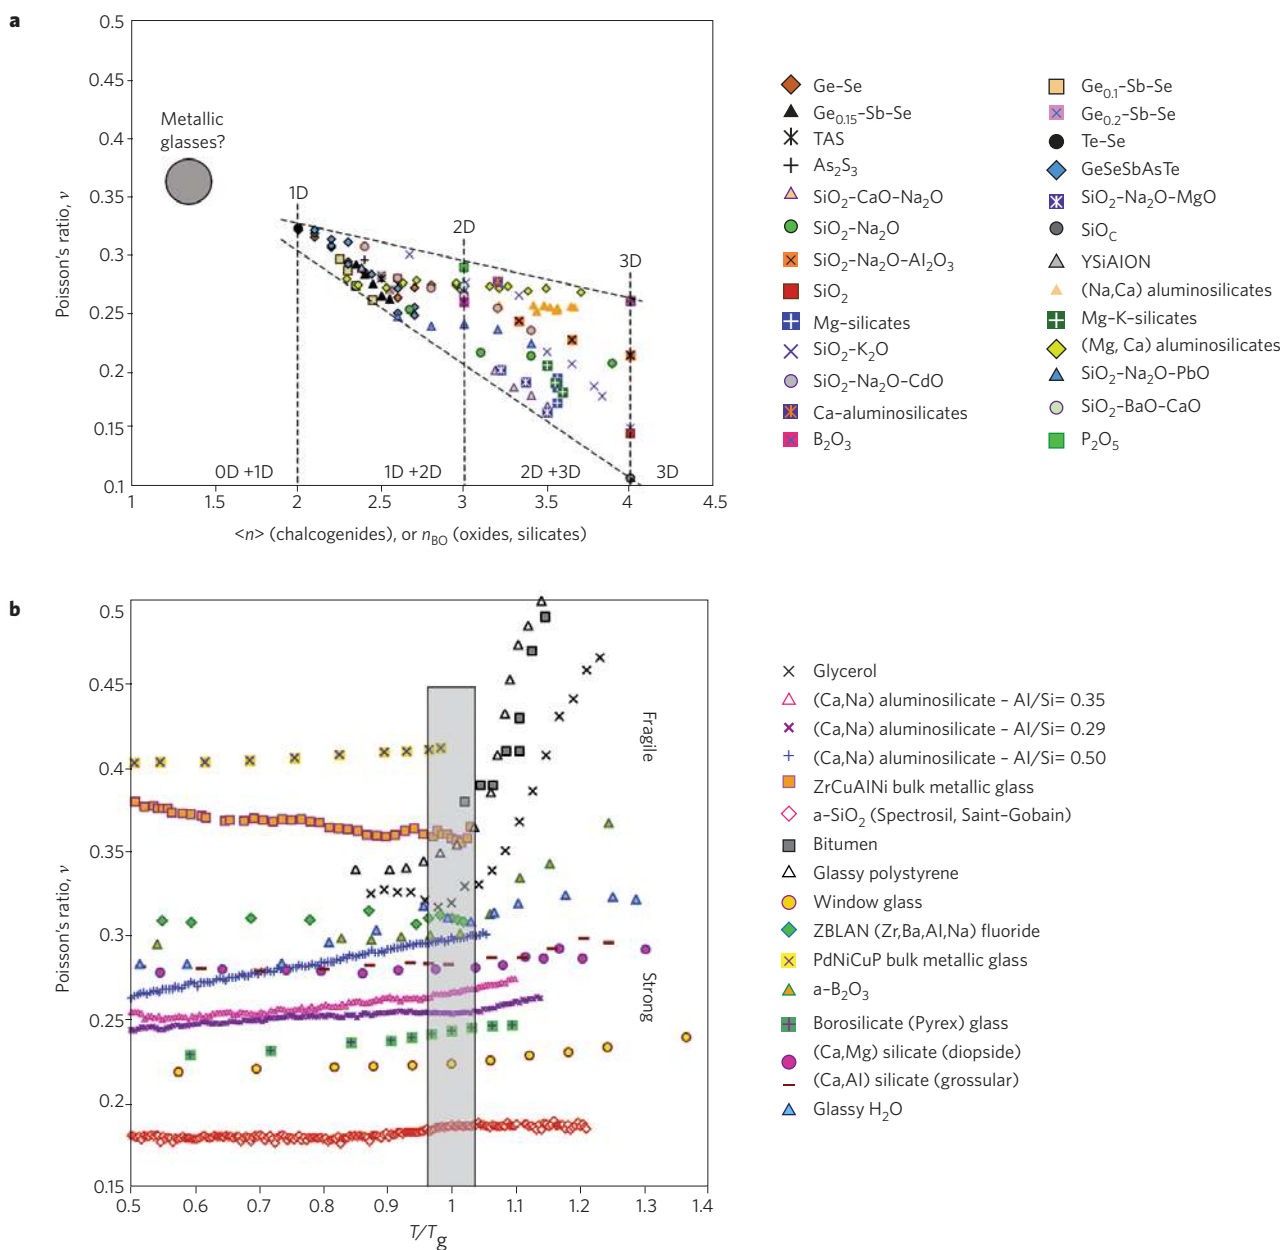 a
0.5
0.45
0.4
0.35
0.3
0.25
0.2
0.15
0.1
Poisson's ratio, ν
Metallic
glasses?
1D
2D
3D
0D +1D
1D +2D
2D +3D
3D
1
1.5
2
2.5
3
3.5
4
4.5
<n> (chalcogenides), or nBO (oxides, silicates)
Ge–Se
Ge0.15–Sb–Se
TAS
As2S3
SiO2–CaO–Na2O
SiO2–Na2O
SiO2–Na2O–Al2O3
SiO2
Mg–silicates
SiO2–K2O
SiO2–Na2O–CdO
Ca–aluminosilicates
B2O3
Ge0.1–Sb–Se
Ge0.2–Sb–Se
Te–Se
GeSeSbAsTe
SiO2–Na2O–MgO
SiOC
YSiAlON
(Na,Ca) aluminosilicates
Mg–K–silicates
(Mg, Ca) aluminosilicates
SiO2–Na2O–PbO
SiO2–BaO–CaO
P2O5
b
0.5
0.45
0.4
0.35
0.3
0.25
0.2
0.15
Poisson's ratio, ν
Fragile
Strong
0.5
0.6
0.7
0.8
0.9
1
1.1
1.2
1.3
1.4
T/Tg
Glycerol
(Ca,Na) aluminosilicate – Al/Si= 0.35
(Ca,Na) aluminosilicate – Al/Si= 0.29
(Ca,Na) aluminosilicate – Al/Si= 0.50
ZrCuAlNi bulk metallic glass
a-SiO2 (Spectrosil, Saint–Gobain)
Bitumen
Glassy polystyrene
Window glass
ZBLAN (Zr,Ba,Al,Na) fluoride
PdNiCuP bulk metallic glass
a–B2O3
Borosilicate (Pyrex) glass
(Ca,Mg) silicate (diopside)
(Ca,Al) silicate (grossular)
Glassy H2O